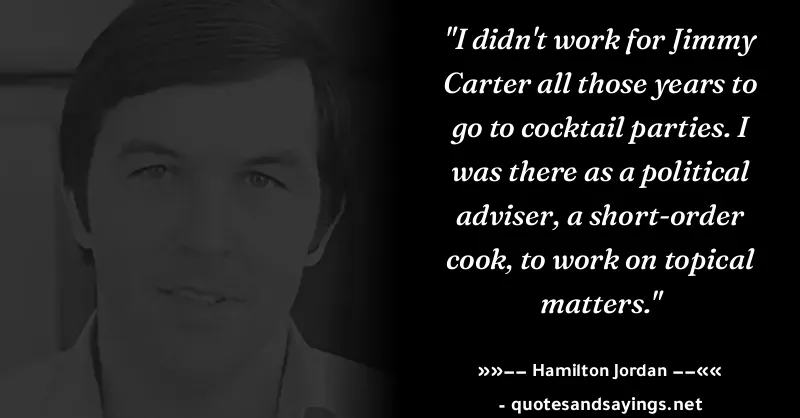 "I didn't work for Jimmy
Carter all those years to
go to cocktail parties. I
was there as a political
adviser, a short-order
cook, to work on topical
matters."
»»−− Hamilton Jordan −−««
- quotesandsayings.net